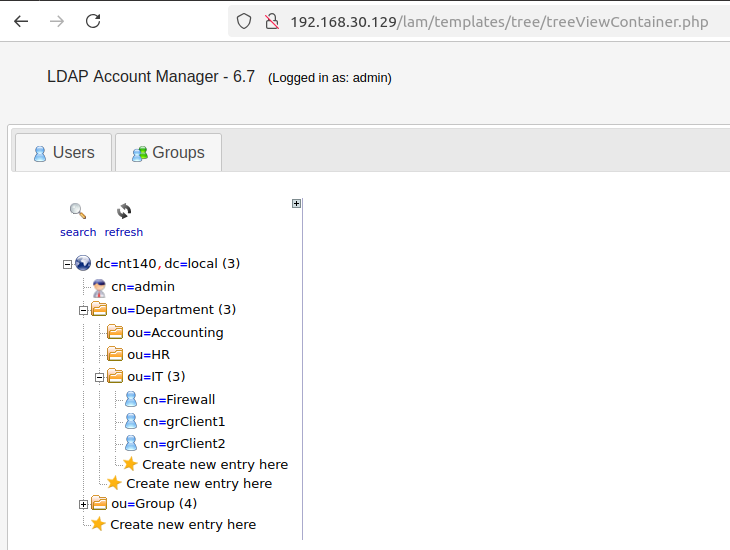 192.168.30.129/lam/templates/tree/treeViewContainer.php
LDAP Account Manager - 6.7 (Logged in as: admin)
Users Groups
search refresh
dc=nt140,dc=local (3)
cn=admin
ou=Department (3)
ou=Accounting
ou=HR
ou=IT (3)
cn=Firewall
cn=grClient1
cn=grClient2
Create new entry here
Create new entry here
ou=Group (4)
Create new entry here